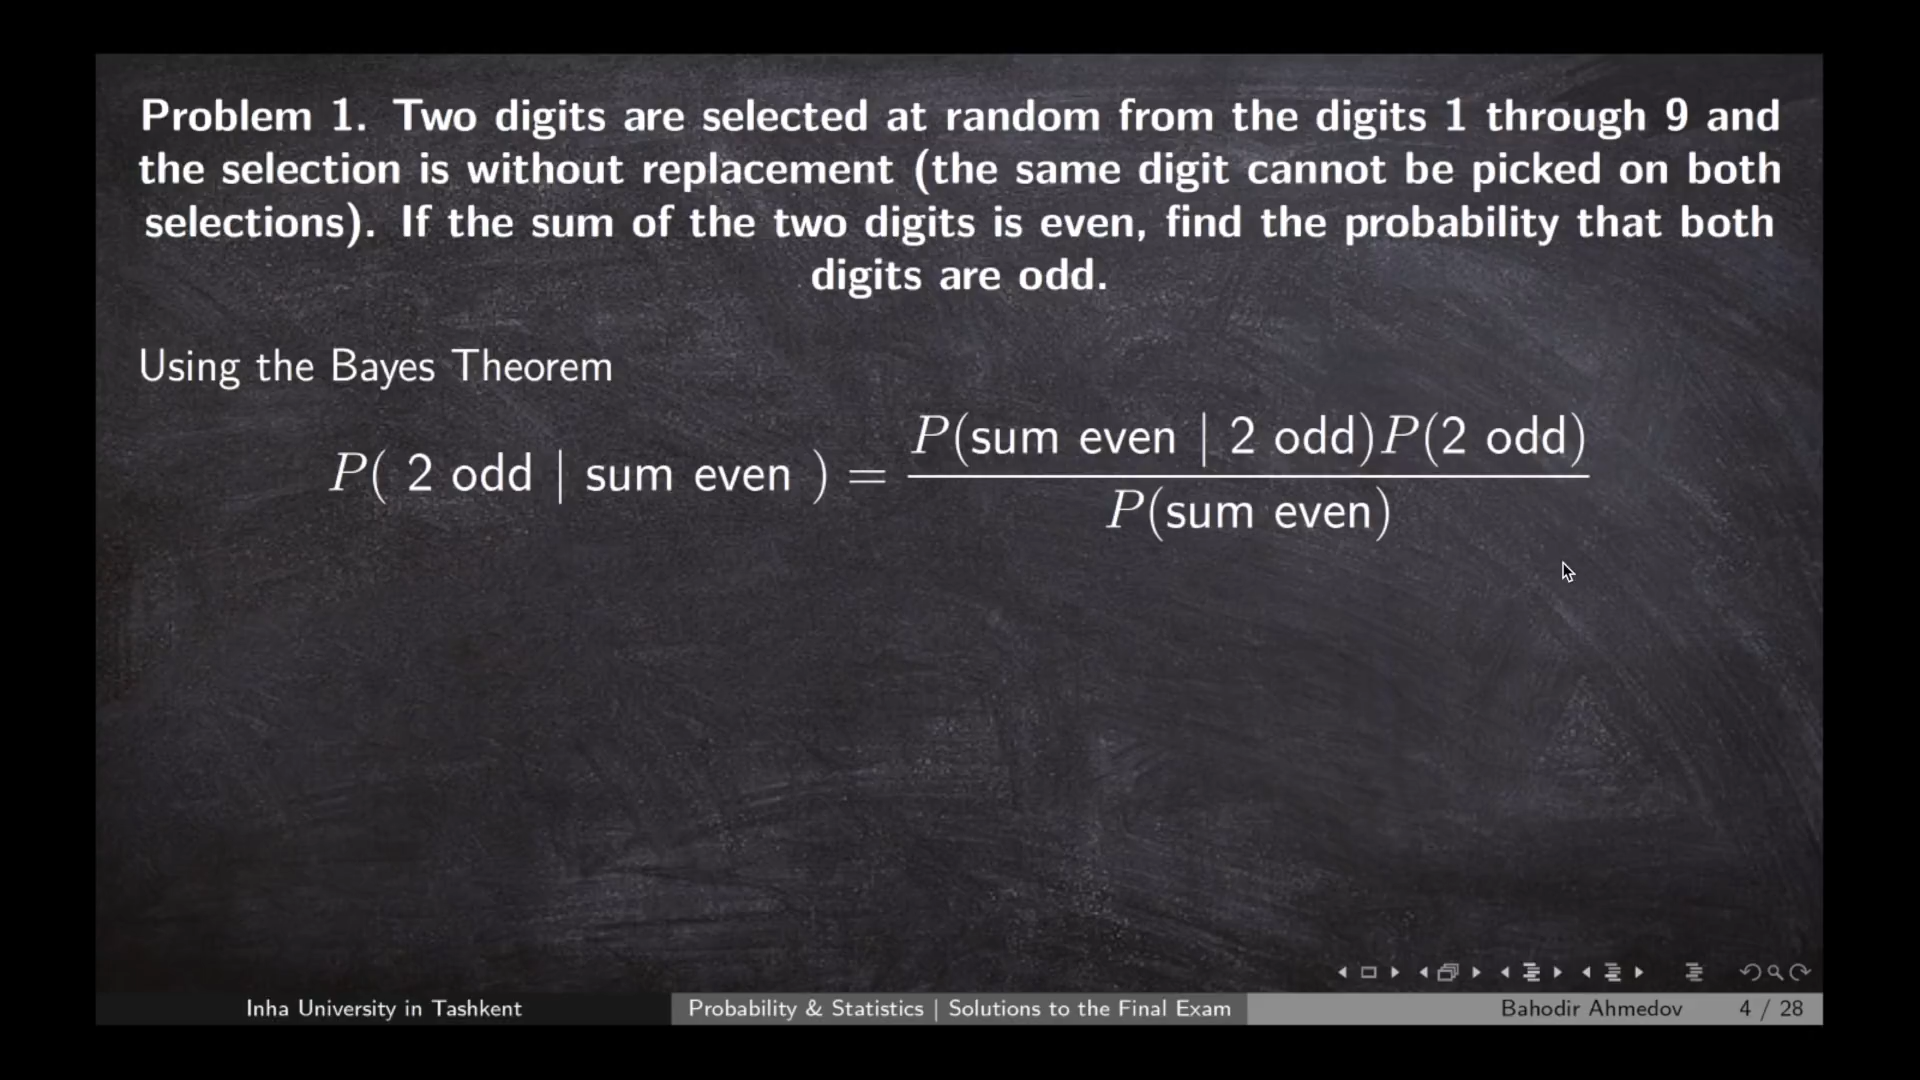 Problem 1. Two digits are selected at random from the digits 1 through 9 and
the selection is without replacement (the same digit cannot be picked on both
selections). If the sum of the two digits is even, find the probability that both
digits are odd.
Using the Bayes Theorem
P( 2 odd | sum even ) = P(sum even | 2 odd)P(2 odd)
P(sum even)
Inha University in Tashkent
Probability & Statistics | Solutions to the Final Exam
Bahodir Ahmedov
4 / 28